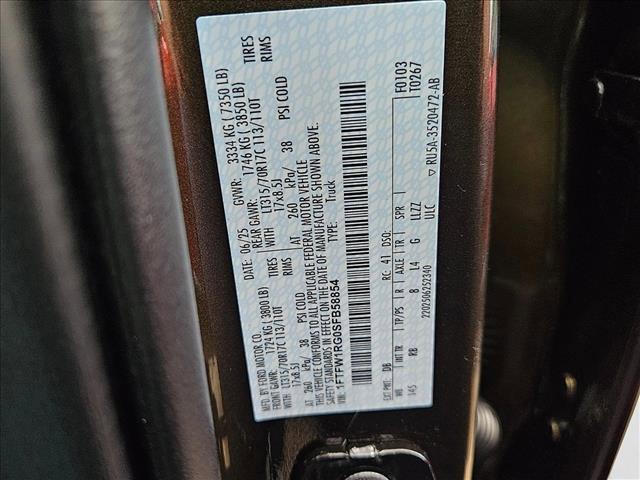 MFD. BY FORD MOTOR CO.
DATE: 06/25 GVWR: 3334 KG ( 7350 LB)
FRONT GAWR: 1724 KG ( 3800 LB) REAR GAWR: 1746 KG ( 3850 LB)
WITH LT315/70R17C 113/110T TIRES WITH LT315/70R17C 113/110T TIRES
17x8.5J RIMS 17x8.5J RIMS
AT 260 kPa/ 38 PSI COLD AT 260 kPa/ 38 PSI COLD
THIS VEHICLE CONFORMS TO ALL APPLICABLE FEDERAL MOTOR VEHICLE
SAFETY STANDARDS IN EFFECT ON THE DATE OF MANUFACTURE SHOWN ABOVE.
VIN: 1FTFW1RG0SFB58854 TYPE: Truck
F0103
T0267
EXT PNT: DB RC: 41 DSO:
WB INT TR TP/PS R AXLE TR SPR
145 RB 8 L4 G LLZZ
2202506252340 ULC
▽ RU5A-3520472-AB